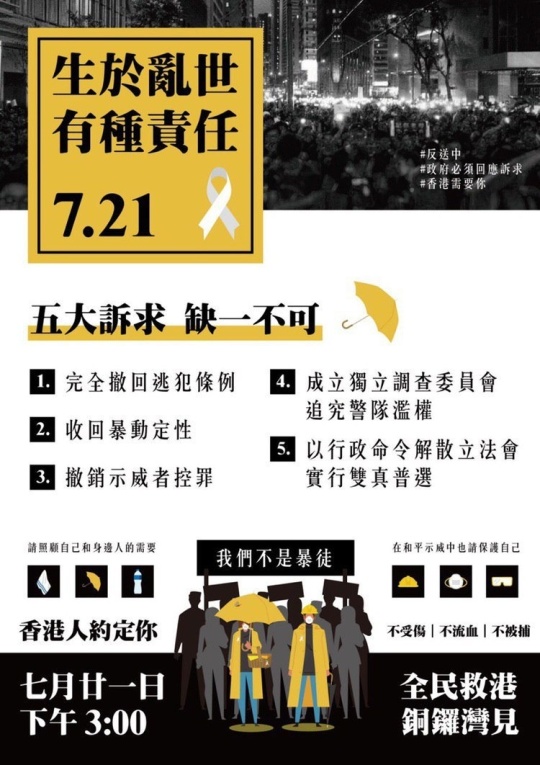 生於亂世
有種責任
7.21
#反送中
#政府必須回應訴求
#香港需要你
五大訴求 缺一不可
1. 完全撤回逃犯條例
2. 收回暴動定性
3. 撤銷示威者控罪
4. 成立獨立調查委員會
追究警隊濫權
5. 以行政命令解散立法會
實行雙真普選
請照顧自己和身邊人的需要
我們不是暴徒
在和平示威中也請保護自己
香港人約定你
不受傷 | 不流血 | 不被捕
七月廿一日
下午 3:00
全民救港
銅鑼灣見